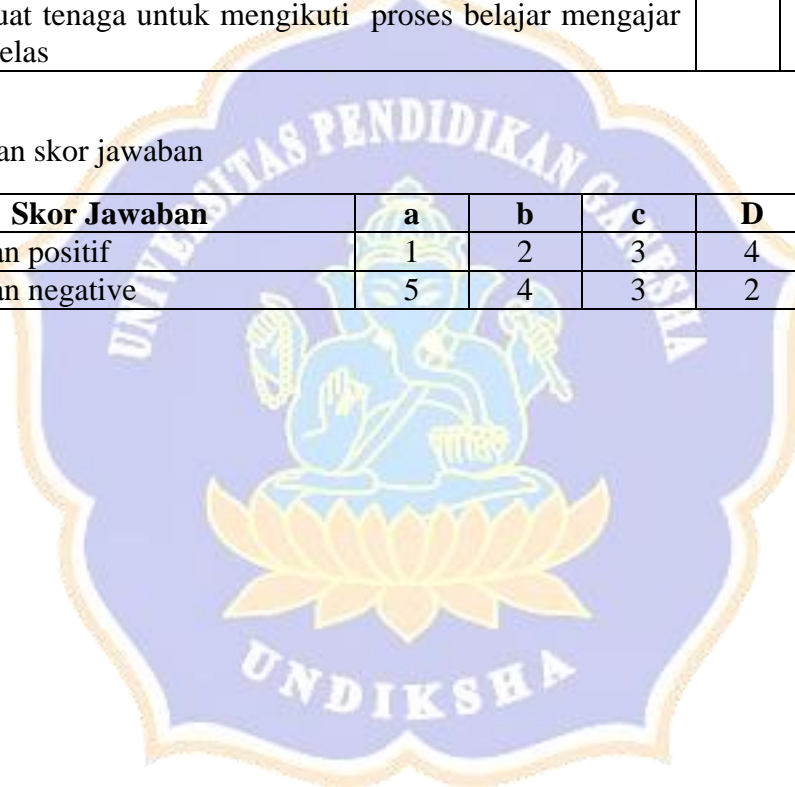 uat tenaga untuk mengikuti proses belajar mengajar
elas
an skor jawaban
Skor Jawaban a b c D
an positif 1 2 3 4
an negative 5 4 3 2
UNIVERSITAS PENDIDIKAN GANESHA
UNDIKSHA